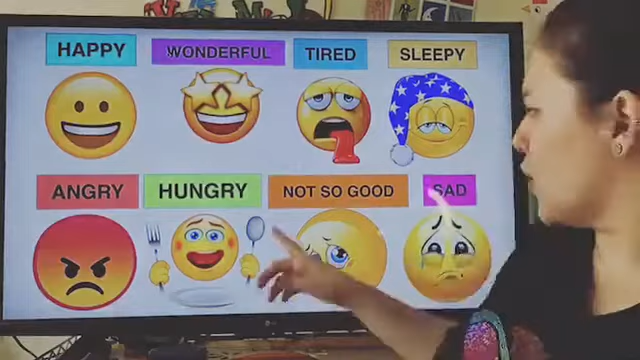 HAPPY
WONDERFUL
TIRED
SLEEPY
ANGRY
HUNGRY
NOT SO GOOD
SAD